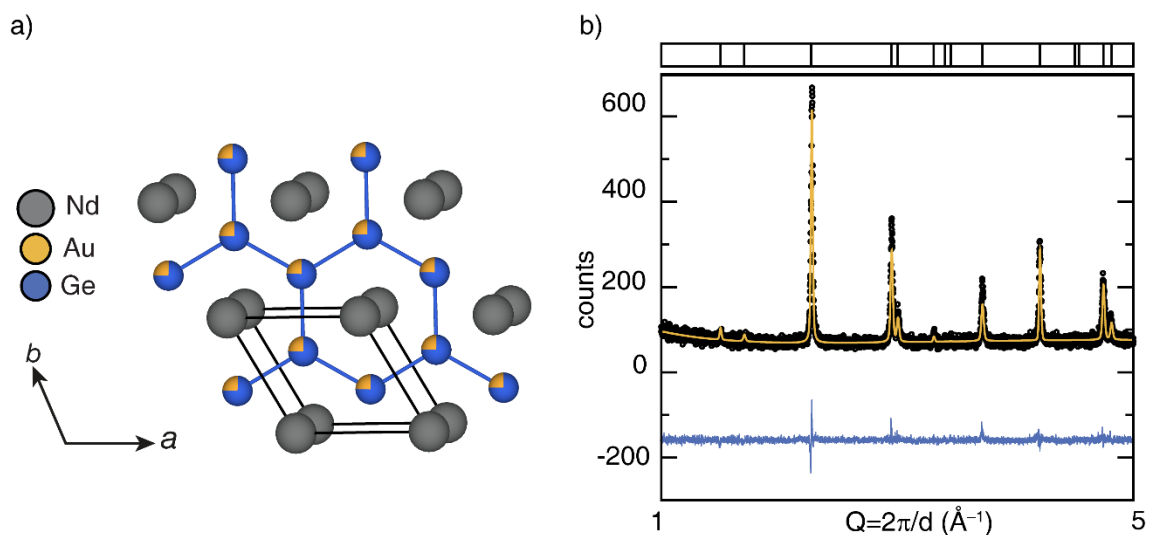 a)
Nd
Au
Ge
b
a
b)
600
400
200
0
-200
counts
1
Q=2π/d (Å⁻¹)
5